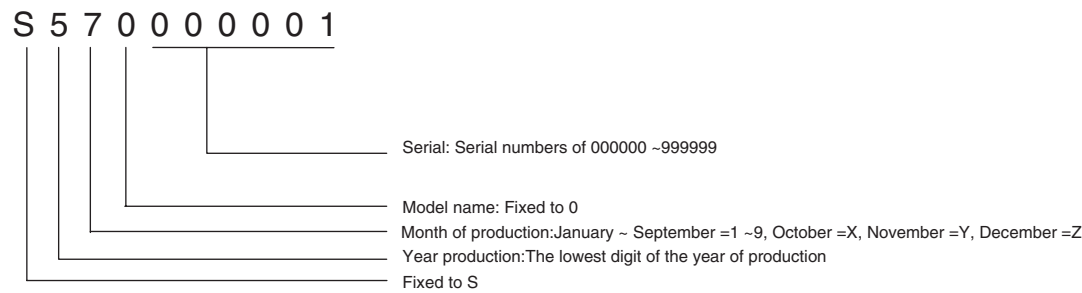 S 5 7 0 0 0 0 0 0 1
Serial: Serial numbers of 000000 ~999999
Model name: Fixed to 0
Month of production:January ~ September =1 ~9, October =X, November =Y, December =Z
Year production:The lowest digit of the year of production
Fixed to S